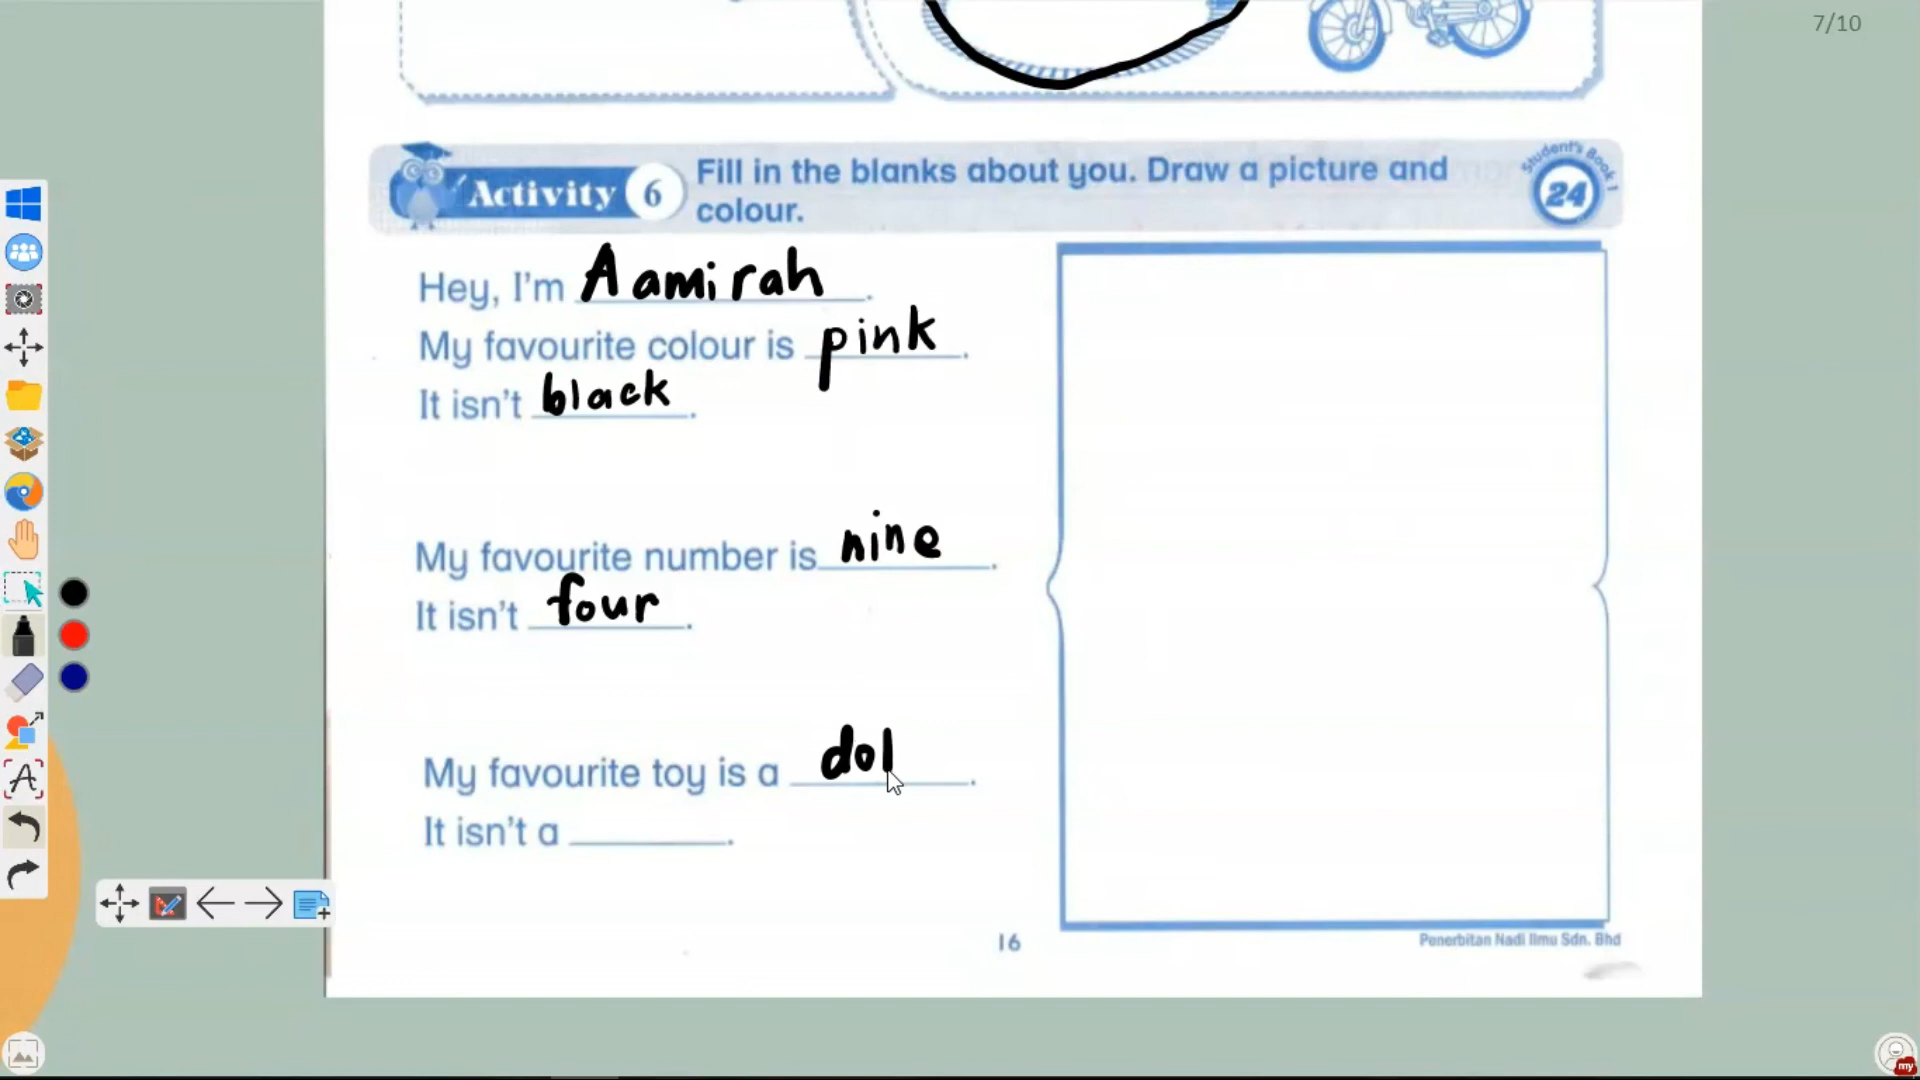 7/10
Activity 6 Fill in the blanks about you. Draw a picture and
colour.
Student's Book 1
24
Hey, I'm Aamirah.
My favourite colour is pink.
It isn't black.
My favourite number is nine.
It isn't four.
My favourite toy is a dol.
It isn't a ______.
16
Penerbitan Nadi Ilmu Sdn. Bhd
my